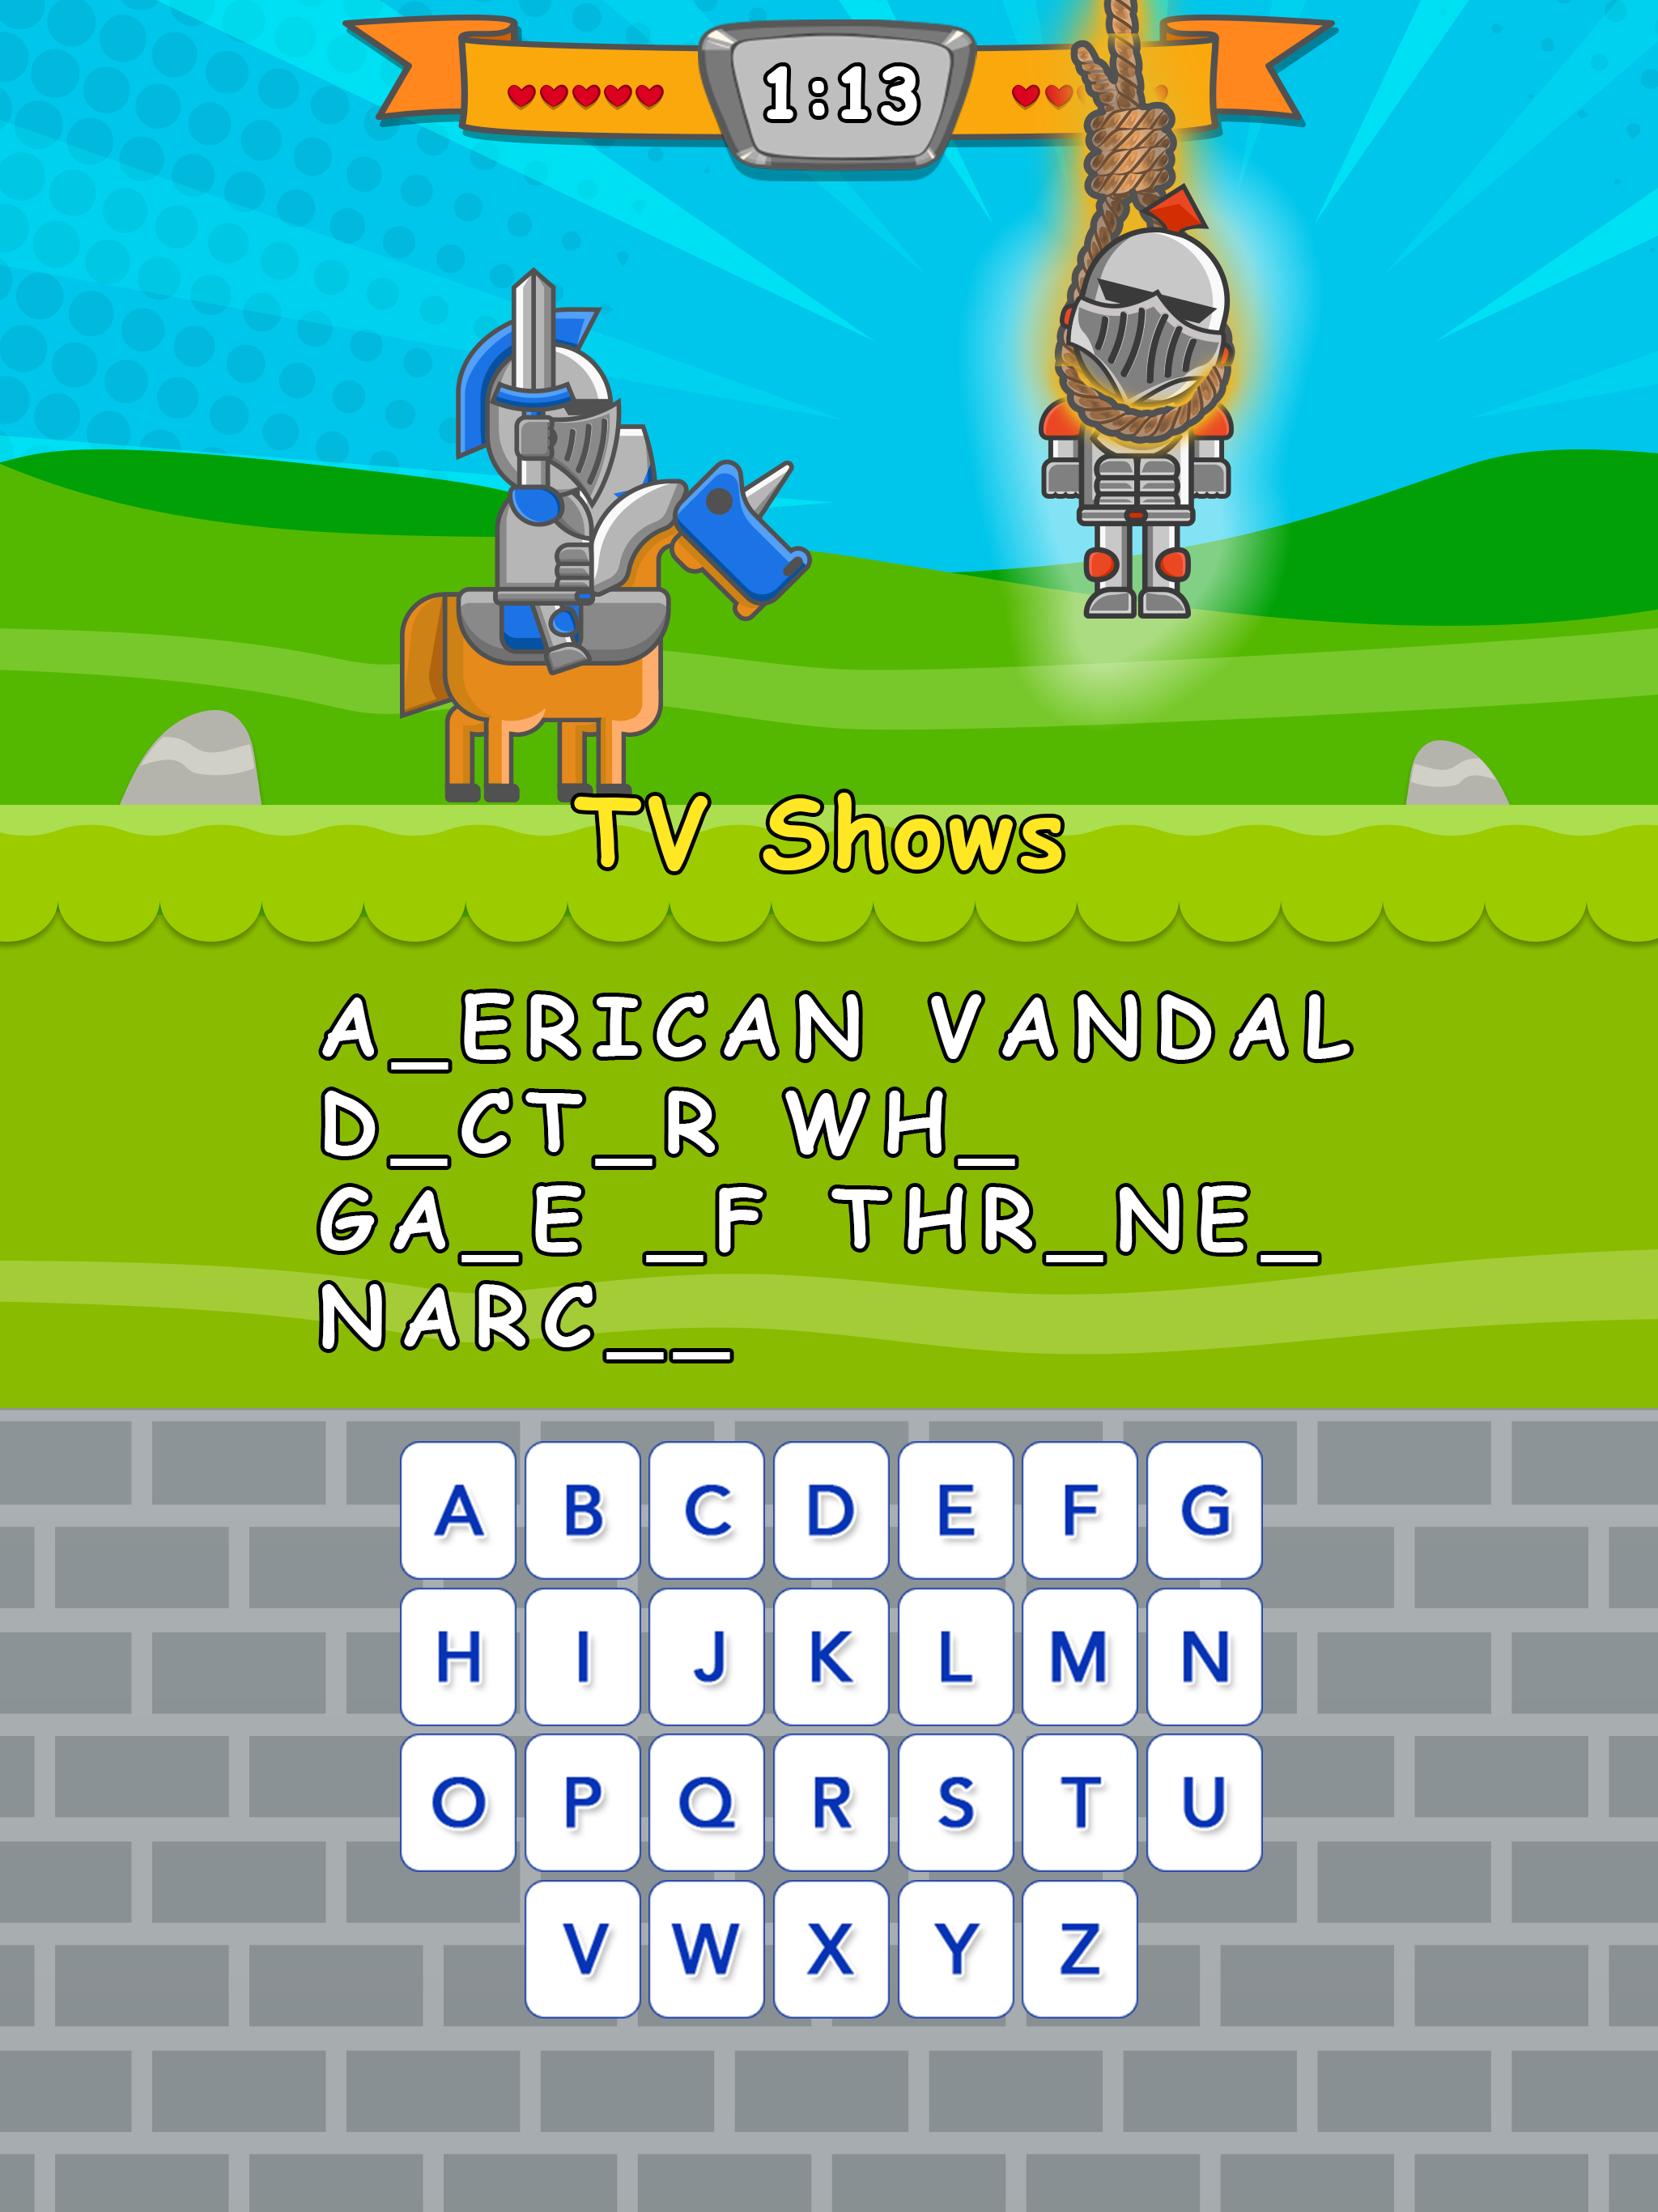 1:13
TV Shows
A_ERICAN VANDAL
D_CT_R WH_
GA_E _F THR_NE_
NARC__
A B C D E F G
H I J K L M N
O P Q R S T U
V W X Y Z